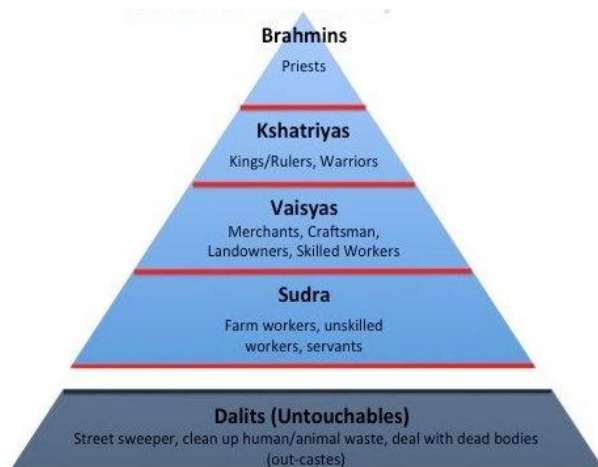 Brahmins
Priests
Kshatriyas
Kings/Rulers, Warriors
Vaisyas
Merchants, Craftsman,
Landowners, Skilled Workers
Sudra
Farm workers, unskilled
workers, servants
Dalits (Untouchables)
Street sweeper, clean up human/animal waste, deal with dead bodies
(out-castes)